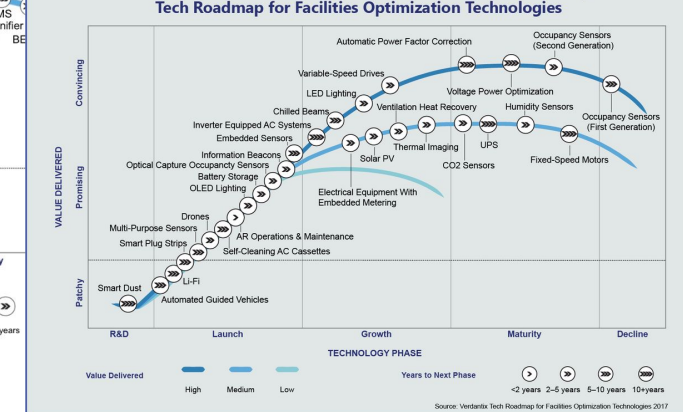 Tech Roadmap for Facilities Optimization Technologies
MS
nifier
BE
y
years
VALUE DELIVERED
Convincing
Promising
Patchy
Automatic Power Factor Correction
Occupancy Sensors
(Second Generation)
Variable-Speed Drives
LED Lighting
Voltage Power Optimization
Chilled Beams
Ventilation Heat Recovery
Humidity Sensors
Occupancy Sensors
(First Generation)
Inverter Equipped AC Systems
Embedded Sensors
Thermal Imaging
UPS
Information Beacons
Solar PV
CO2 Sensors
Fixed-Speed Motors
Optical Capture Occupancy Sensors
Battery Storage
OLED Lighting
Electrical Equipment With
Embedded Metering
Drones
Multi-Purpose Sensors
AR Operations & Maintenance
Smart Plug Strips
Self-Cleaning AC Cassettes
Li-Fi
Smart Dust
Automated Guided Vehicles
R&D
Launch
Growth
Maturity
Decline
TECHNOLOGY PHASE
Value Delivered
High
Medium
Low
Years to Next Phase
<2 years
2–5 years
5–10 years
10+years
Source: Verdantix Tech Roadmap for Facilities Optimization Technologies 2017